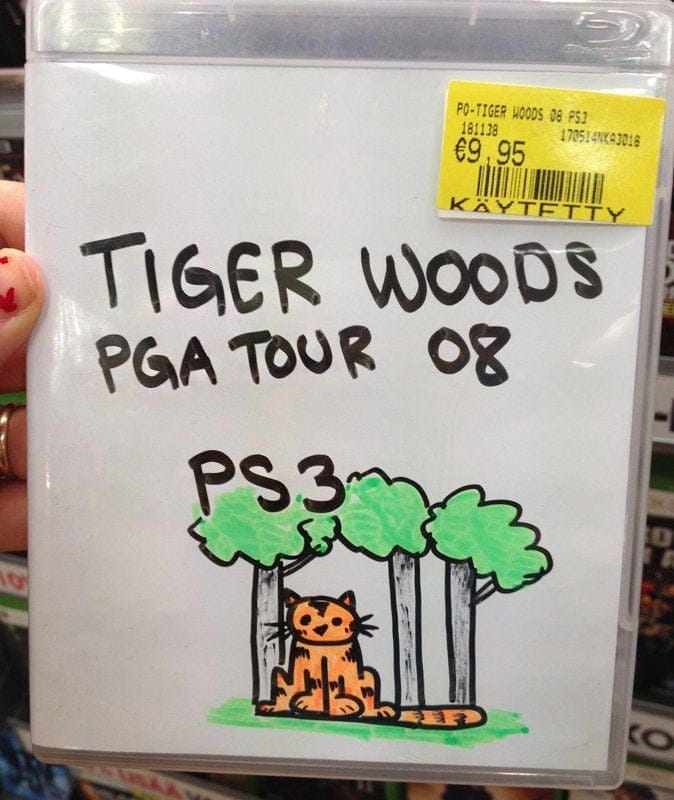 PO-TIGER WOODS 08 PS3
181138 170514NKA3018
€9,95
KÄYTETTY
TIGER WOODS
PGA TOUR 08
PS3